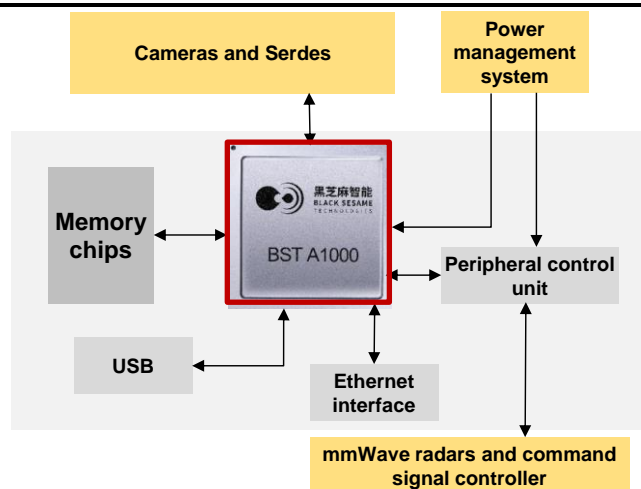 Cameras and Serdes
Power
management
system
黑芝麻智能
BLACK SESAME
TECHNOLOGIES
BST A1000
Memory
chips
Peripheral control
unit
USB
Ethernet
interface
mmWave radars and command
signal controller